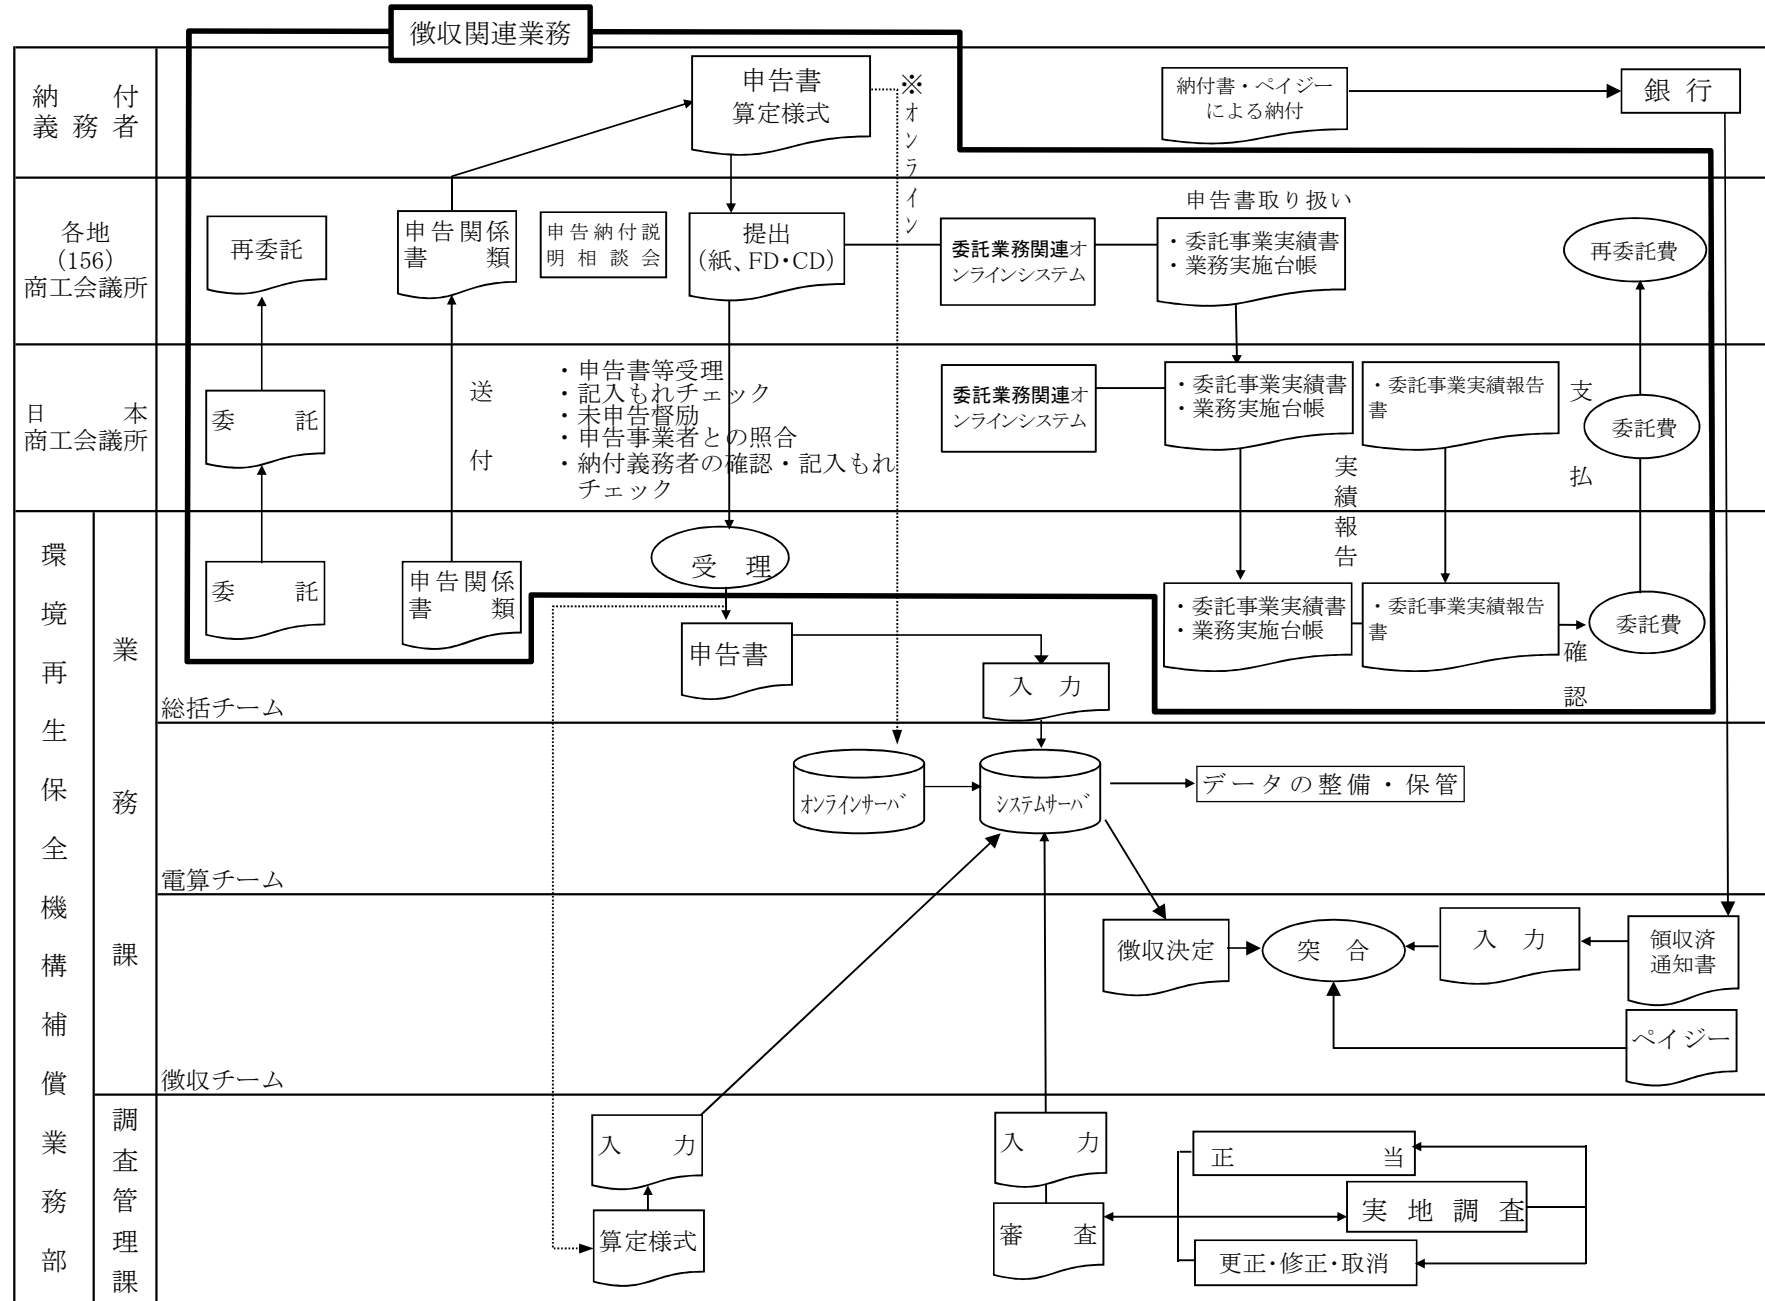 徴収関連業務
納付
義務者
申告書
算定様式
※オンライン
納付書・ペイジー
による納付
銀行
各地
(156)
商工会議所
再委託
申告関係
書類
申告納付説
明相談会
提出
(紙、FD・CD)
委託業務関連オ
ンラインシステム
申告書取り扱い
・委託事業実績書
・業務実施台帳
再委託費
日本
商工会議所
委託
送付
・申告書等受理
・記入もれチェック
・未申告督励
・申告事業者との照合
・納付義務者の確認・記入もれ
チェック
委託業務関連オ
ンラインシステム
・委託事業実績書
・業務実施台帳
・委託事業実績報告
書
実績報告
支払
委託費
環境再生保全機構補償業務部
業務課
委託
申告関係
書類
受理
申告書
入力
・委託事業実績書
・業務実施台帳
・委託事業実績報告
書
確認
委託費
総括チーム
オンラインサーバ
システムサーバ
データの整備・保管
電算チーム
徴収決定
突合
入力
領収済
通知書
ペイジー
徴収チーム
調査管理課
入力
算定様式
入力
審査
正当
実地調査
更正・修正・取消